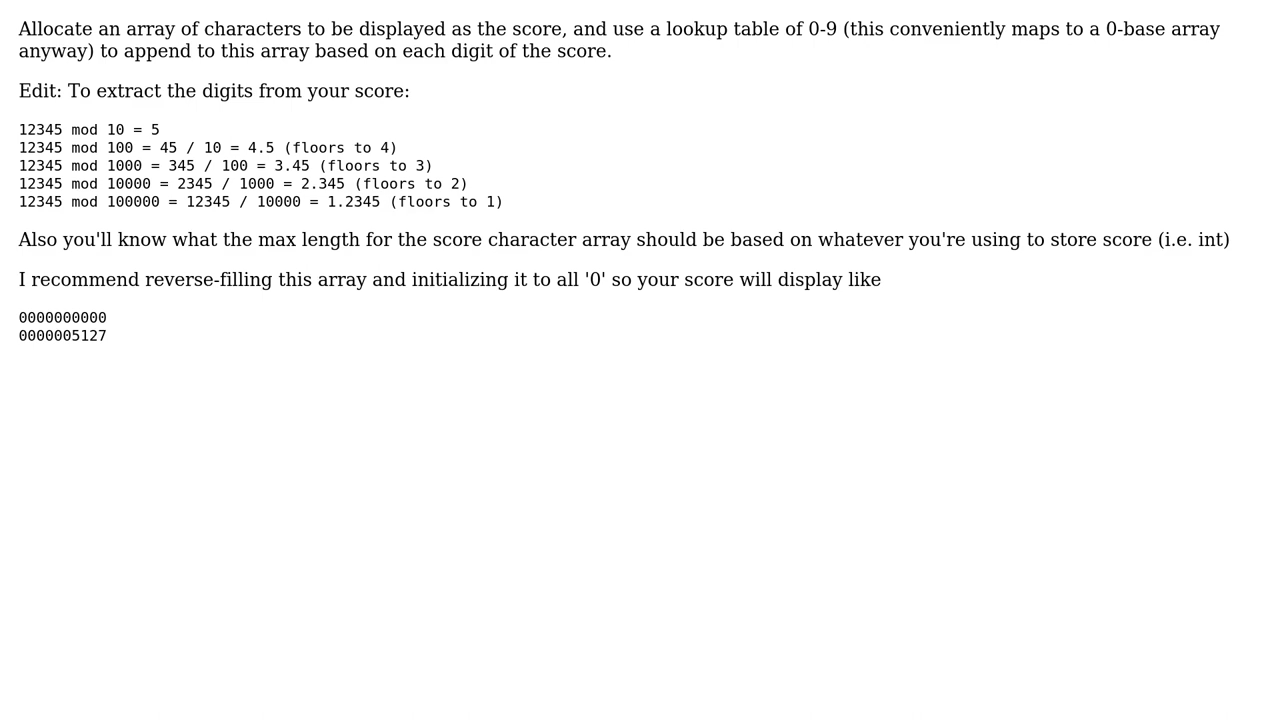 Allocate an array of characters to be displayed as the score, and use a lookup table of 0-9 (this conveniently maps to a 0-base array
anyway) to append to this array based on each digit of the score.
Edit: To extract the digits from your score:
12345 mod 10 = 5
12345 mod 100 = 45 / 10 = 4.5 (floors to 4)
12345 mod 1000 = 345 / 100 = 3.45 (floors to 3)
12345 mod 10000 = 2345 / 1000 = 2.345 (floors to 2)
12345 mod 100000 = 12345 / 10000 = 1.2345 (floors to 1)
Also you'll know what the max length for the score character array should be based on whatever you're using to store score (i.e. int)
I recommend reverse-filling this array and initializing it to all '0' so your score will display like
0000000000
0000005127